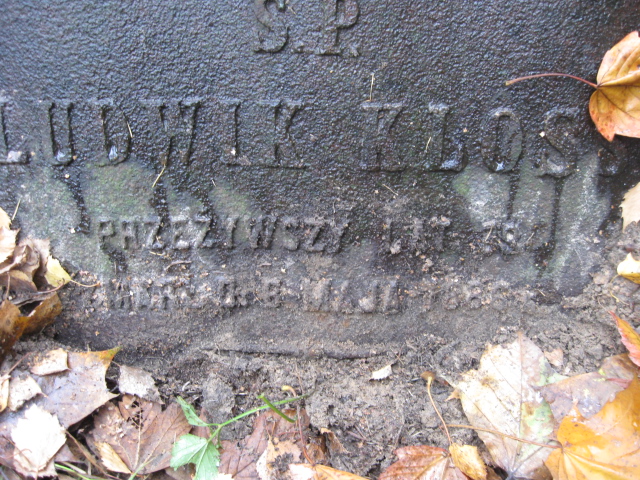 Ś.P.
LUDWIK KLOS.
PRZEŻYWSZY LAT
MAJA